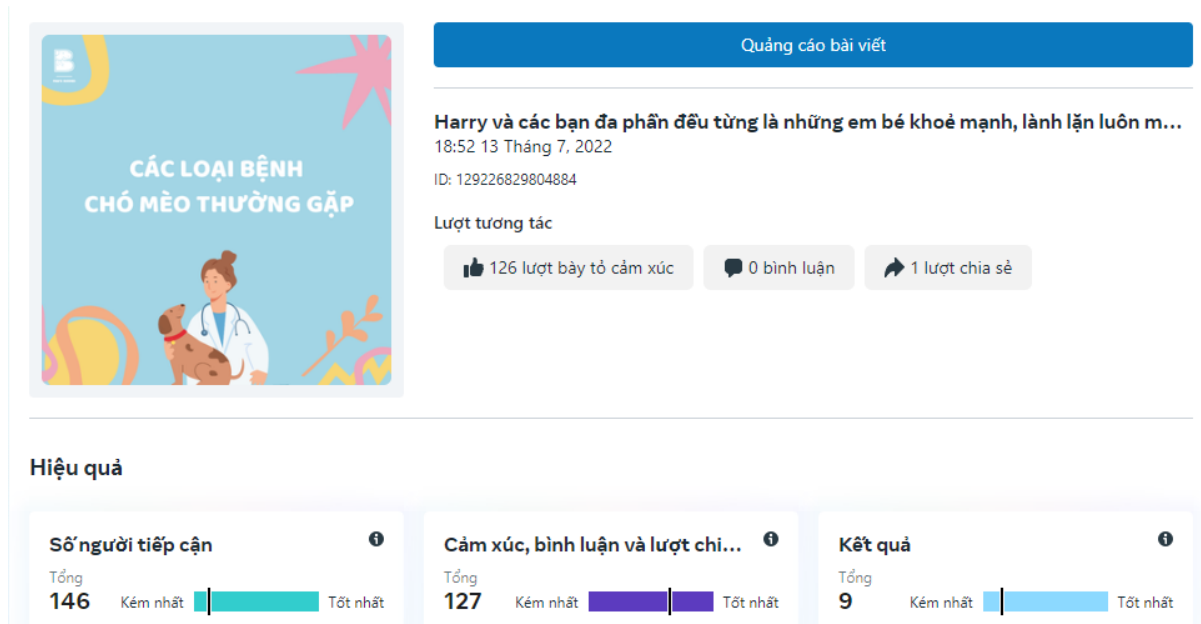 B
CÁC LOẠI BỆNH
CHÓ MÈO THƯỜNG GẶP
Quảng cáo bài viết
Harry và các bạn đa phần đều từng là những em bé khoẻ mạnh, lành lặn luôn m...
18:52 13 Tháng 7, 2022
ID: 129226829804884
Lượt tương tác
126 lượt bày tỏ cảm xúc
0 bình luận
1 lượt chia sẻ
Hiệu quả
Số người tiếp cận
Tổng
146 Kém nhất Tốt nhất
Cảm xúc, bình luận và lượt chi...
Tổng
127 Kém nhất Tốt nhất
Kết quả
Tổng
9 Kém nhất Tốt nhất